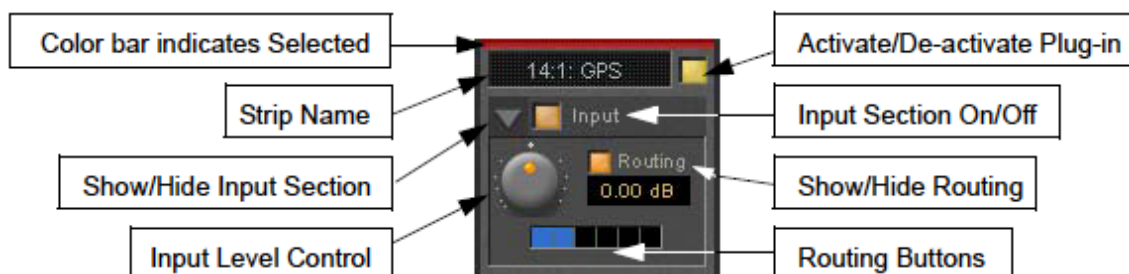 Color bar indicates Selected
Activate/De-activate Plug-in
14:1: GPS
Strip Name
Input
Input Section On/Off
Routing
Show/Hide Input Section
0.00 dB
Show/Hide Routing
Input Level Control
Routing Buttons